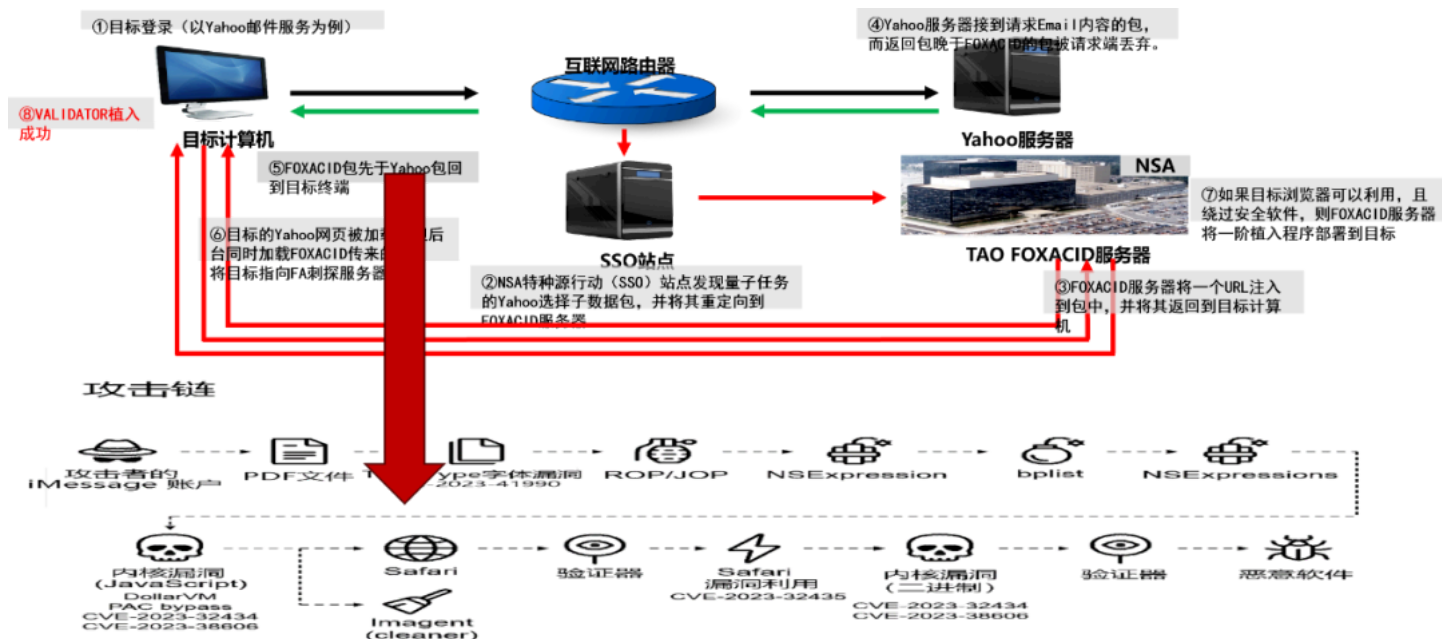 ①目标登录（以Yahoo邮件服务为例）
④Yahoo服务器接到请求Email内容的包，
而返回包晚于FOXACID的包被请求端丢弃。
互联网路由器
⑧VALIDATOR植入
成功
目标计算机
Yahoo服务器
⑤FOXACID包先于Yahoo包回
到目标终端
NSA
⑦如果目标浏览器可以利用，且
绕过安全软件，则FOXACID服务器
将一阶植入程序部署到目标
⑥目标的Yahoo网页被加载
后
台同时加载FOXACID传来的
将目标指向FA刺探服务器
SSO站点
TAO FOXACID服务器
②NSA特种源行动（SSO）站点发现量子任务
的Yahoo选择子数据包，并将其重定向到
FOXACID服务器
③FOXACID服务器将一个URL注入
到包中，并将其返回到目标计算
机
攻击链
攻击者的
iMessage 账户
PDF文件
ype字体漏洞
-2023-41990
ROP/JOP
NSExpression
bplist
NSExpressions
内核漏洞
(JavaScript)
DollarVM
PAC bypass
CVE-2023-32434
CVE-2023-38606
Safari
Imagent
(cleaner)
验证器
Safari
漏洞利用
CVE-2023-32435
内核漏洞
(二进制)
CVE-2023-32434
CVE-2023-38606
验证器
恶意软件